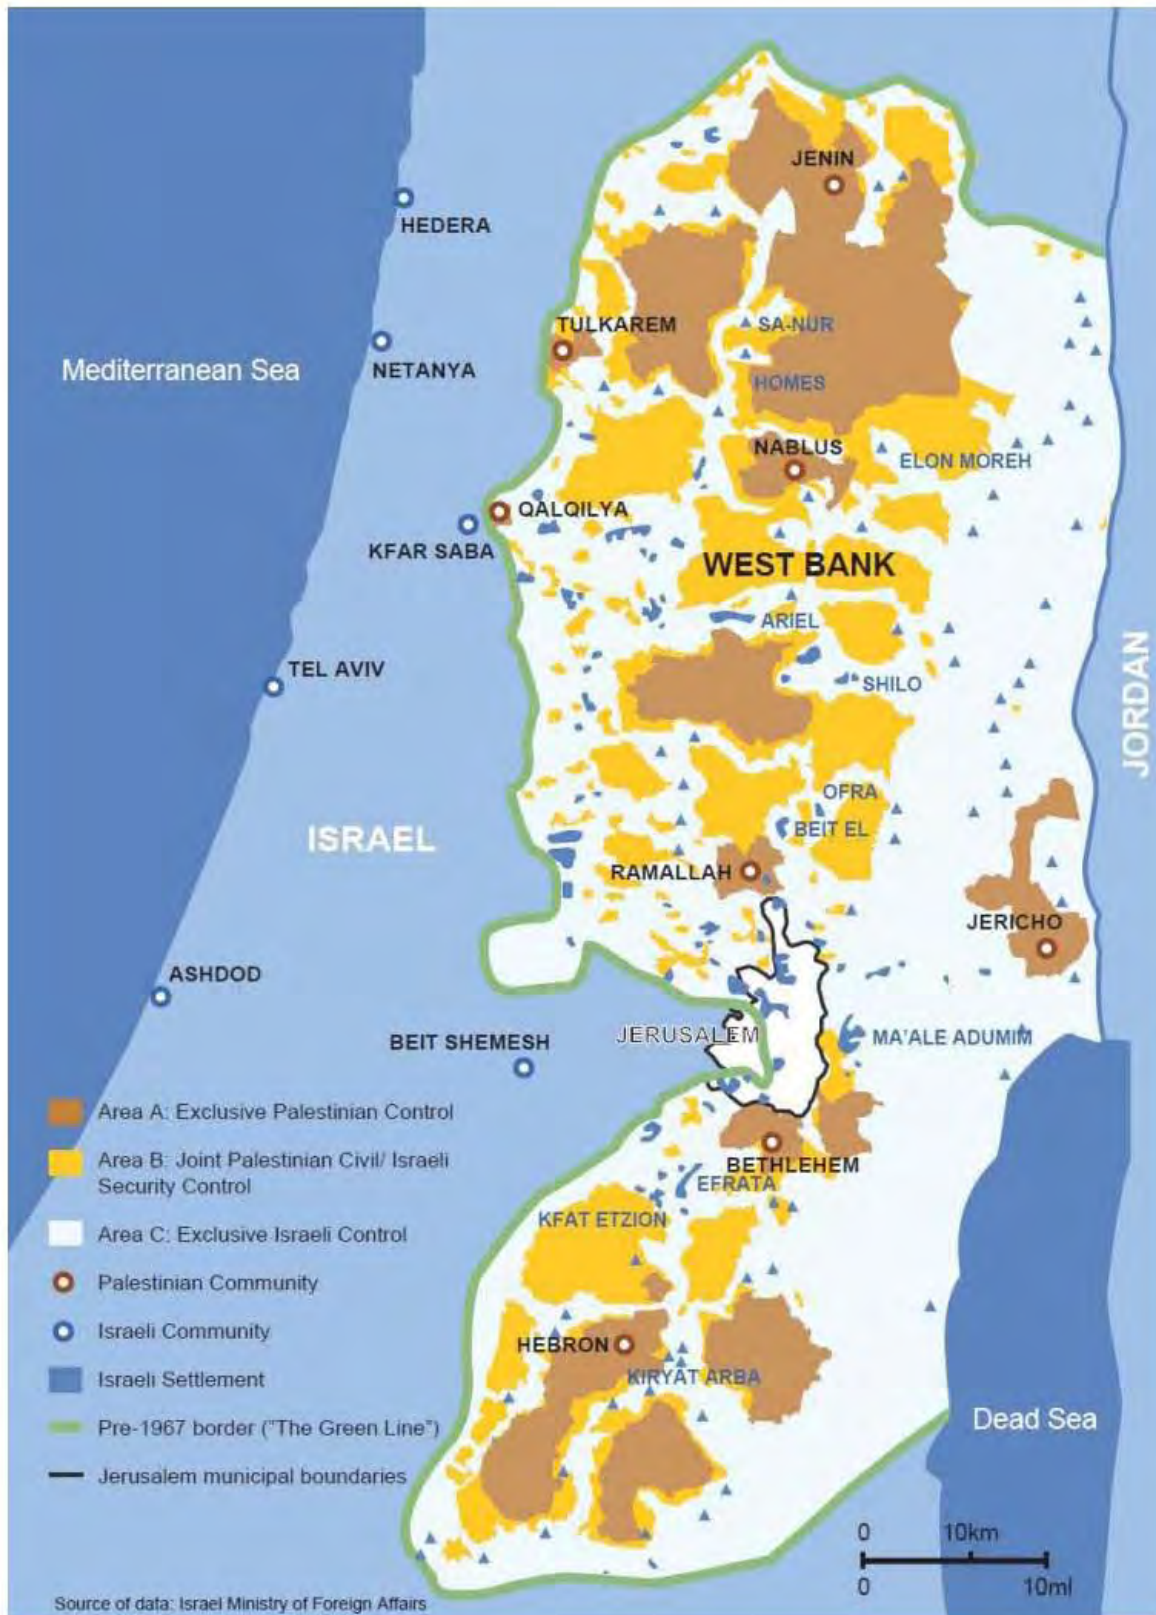 JENIN
HEDERA
TULKAREM
SA-NUR
Mediterranean Sea
NETANYA
HOMES
NABLUS
ELON MOREH
QALQILYA
KFAR SABA
WEST BANK
ARIEL
TEL AVIV
SHILO
JORDAN
OFRA
ISRAEL
BEIT EL
RAMALLAH
JERICHO
ASHDOD
JERUSALEM
BEIT SHEMESH
MA'ALE ADUMIM
Area A: Exclusive Palestinian Control
Area B: Joint Palestinian Civil/ Israeli
Security Control
BETHLEHEM
EFRATA
KFAT ETZION
Area C: Exclusive Israeli Control
Palestinian Community
Israeli Community
HEBRON
KIRYAT ARBA
Israeli Settlement
Dead Sea
Pre-1967 border ("The Green Line")
Jerusalem municipal boundaries
0 10km
0 10ml
Source of data: Israel Ministry of Foreign Affairs